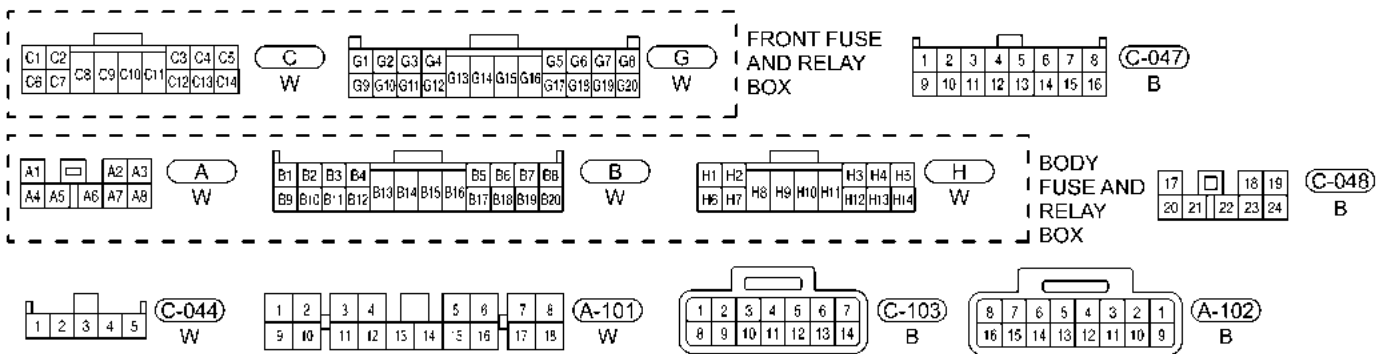 C1 C2 C3 C4 C5 C W
C6 C7 C8 C9 C10 C11 C12 C13 C14
G1 G2 G3 G4 G5 G6 G7 G8 G W
G9 G10 G11 G12 G13 G14 G15 G16 G17 G18 G19 G20
FRONT FUSE
AND RELAY
BOX
1 2 3 4 5 6 7 8 C-047
9 10 11 12 13 14 15 16 B
A1 A2 A3 A W
A4 A5 A6 A7 A8
B1 B2 B3 B4 B5 B6 B7 B8 B W
B9 B10 B11 B12 B13 B14 B15 B16 B17 B18 B19 B20
H1 H2 H3 H4 H5 H W
H6 H7 H8 H9 H10 H11 H12 H13 H14
BODY
FUSE AND
RELAY
BOX
17 18 19 C-048
20 21 22 23 24 B
1 2 3 4 5 C-044 W
1 2 3 4 5 6 7 8 A-101
9 10 11 12 13 14 15 16 17 18 W
1 2 3 4 5 6 7 C-103
8 9 10 11 12 13 14 B
8 7 6 5 4 3 2 1 A-102
16 15 14 13 12 11 10 9 B